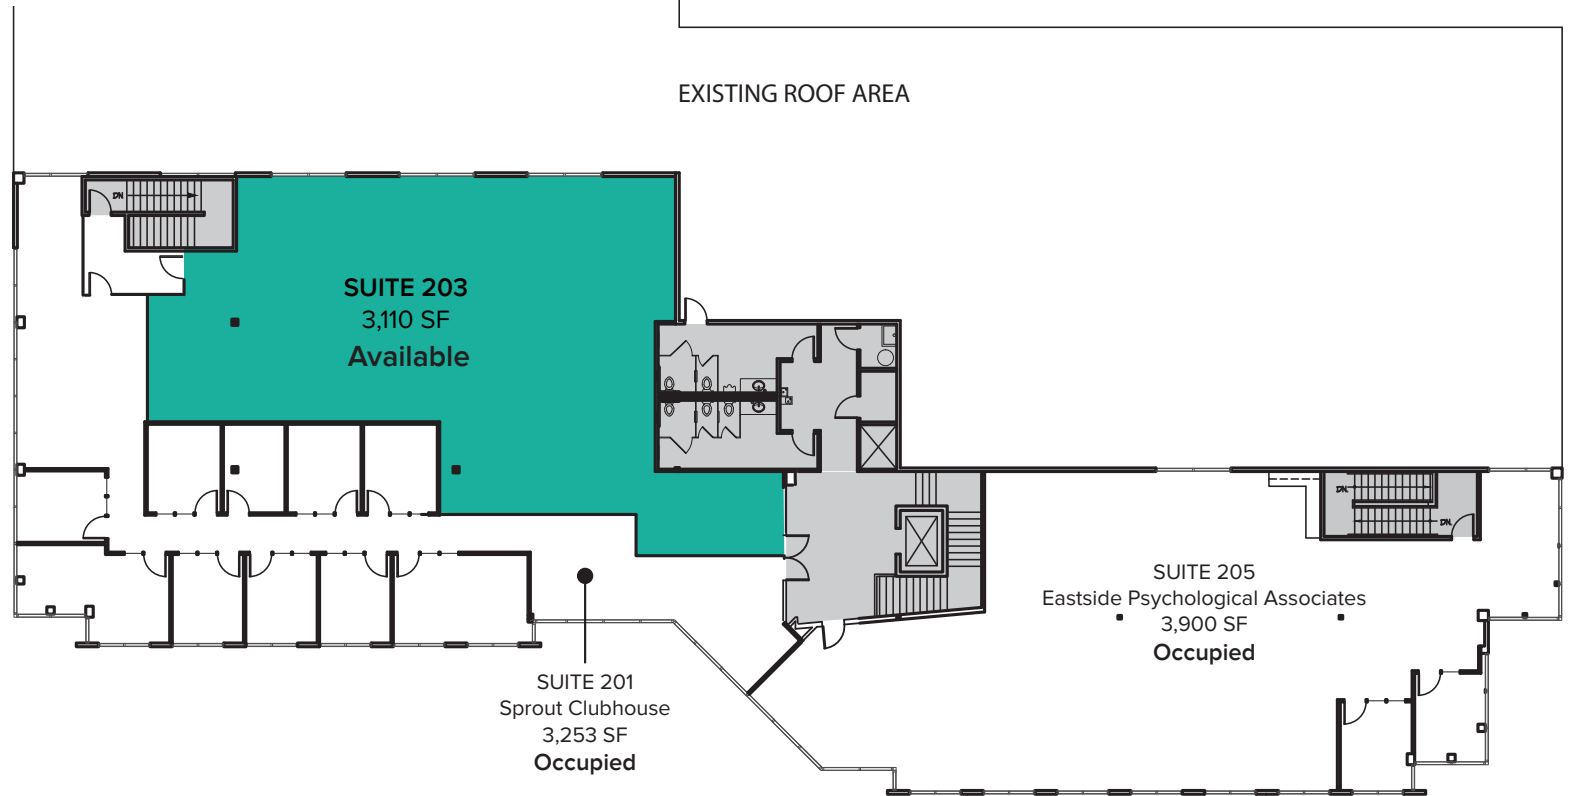 EXISTING ROOF AREA
DN
SUITE 203
3,110 SF
Available
DN.
DN.
SUITE 205
Eastside Psychological Associates
3,900 SF
Occupied
SUITE 201
Sprout Clubhouse
3,253 SF
Occupied